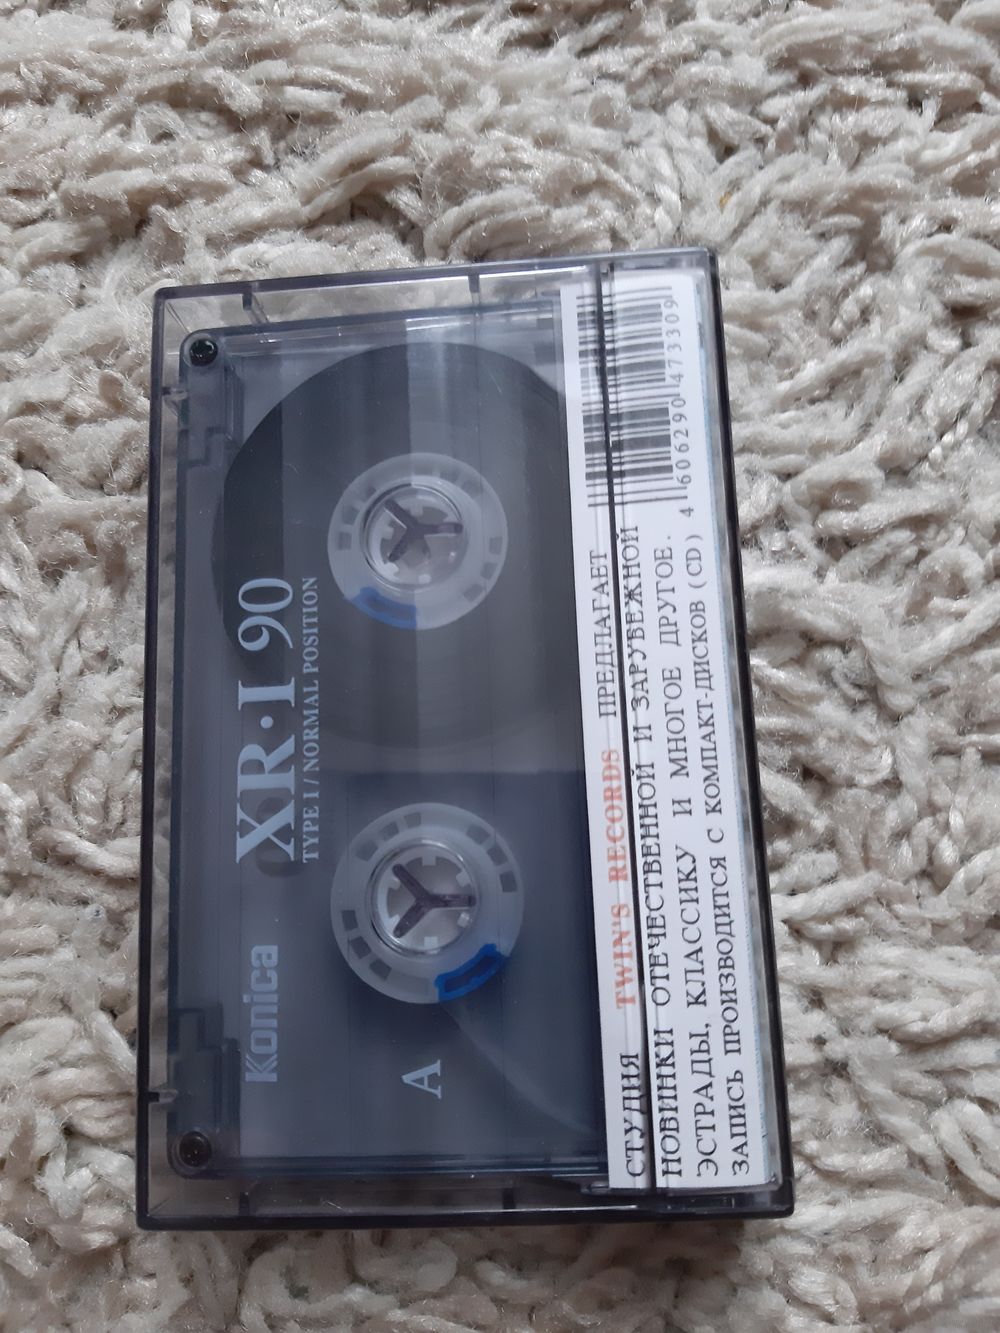 Konica
XR·I 90
TYPE I / NORMAL POSITION
A
СТУДИЯ TWIN'S RECORDS ПРЕДЛАГАЕТ
НОВИНКИ ОТЕЧЕСТВЕННОЙ И ЗАРУБЕЖНОЙ
ЭСТРАДЫ, КЛАССИКУ И МНОГОЕ ДРУГОЕ.
ЗАПИСЬ ПРОИЗВОДИТСЯ С КОМПАКТ-ДИСКОВ (CD)
4 606290 473309